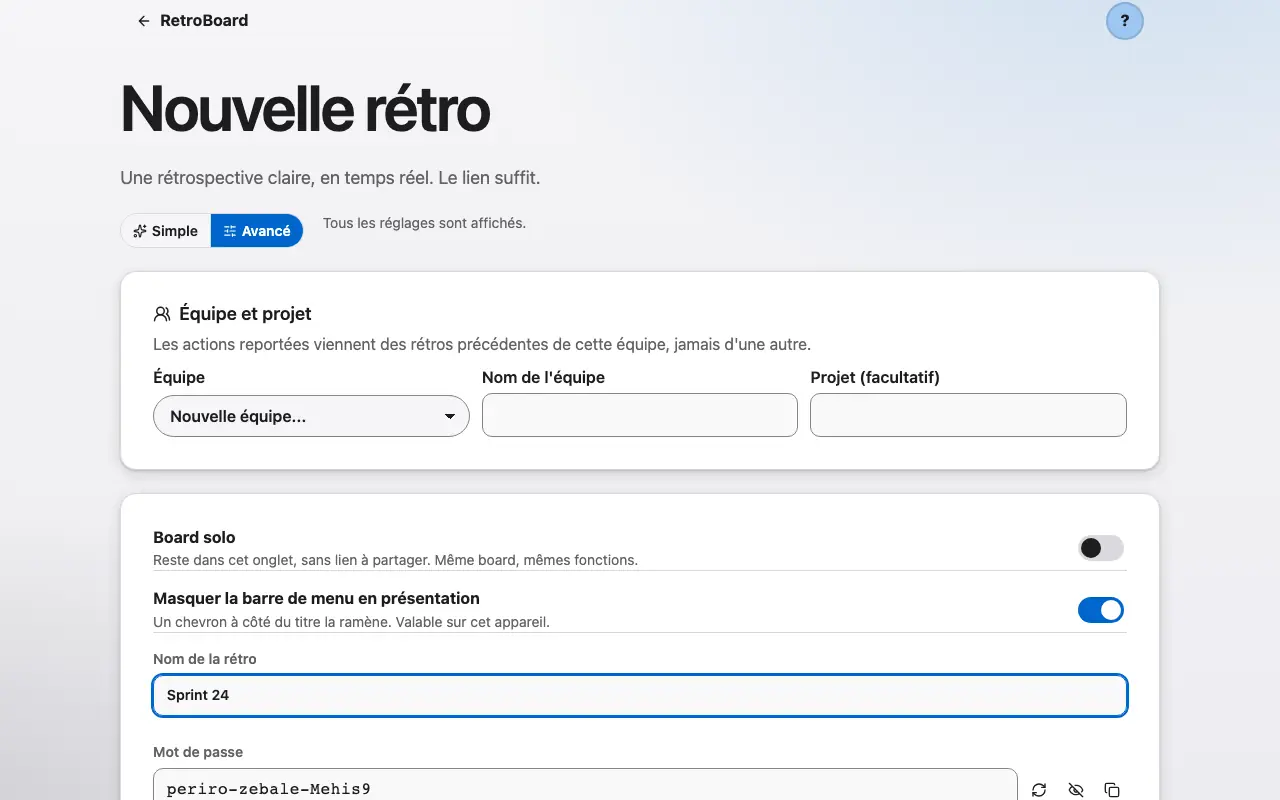 RetroBoard
?
Nouvelle rétro
Une rétrospective claire, en temps réel. Le lien suffit.
Simple
Avancé
Tous les réglages sont affichés.
Équipe et projet
Les actions reportées viennent des rétros précédentes de cette équipe, jamais d'une autre.
Équipe
Nom de l'équipe
Projet (facultatif)
Nouvelle équipe...
Board solo
Reste dans cet onglet, sans lien à partager. Même board, mêmes fonctions.
Masquer la barre de menu en présentation
Un chevron à côté du titre la ramène. Valable sur cet appareil.
Nom de la rétro
Sprint 24
Mot de passe
periro-zebale-Mehis9